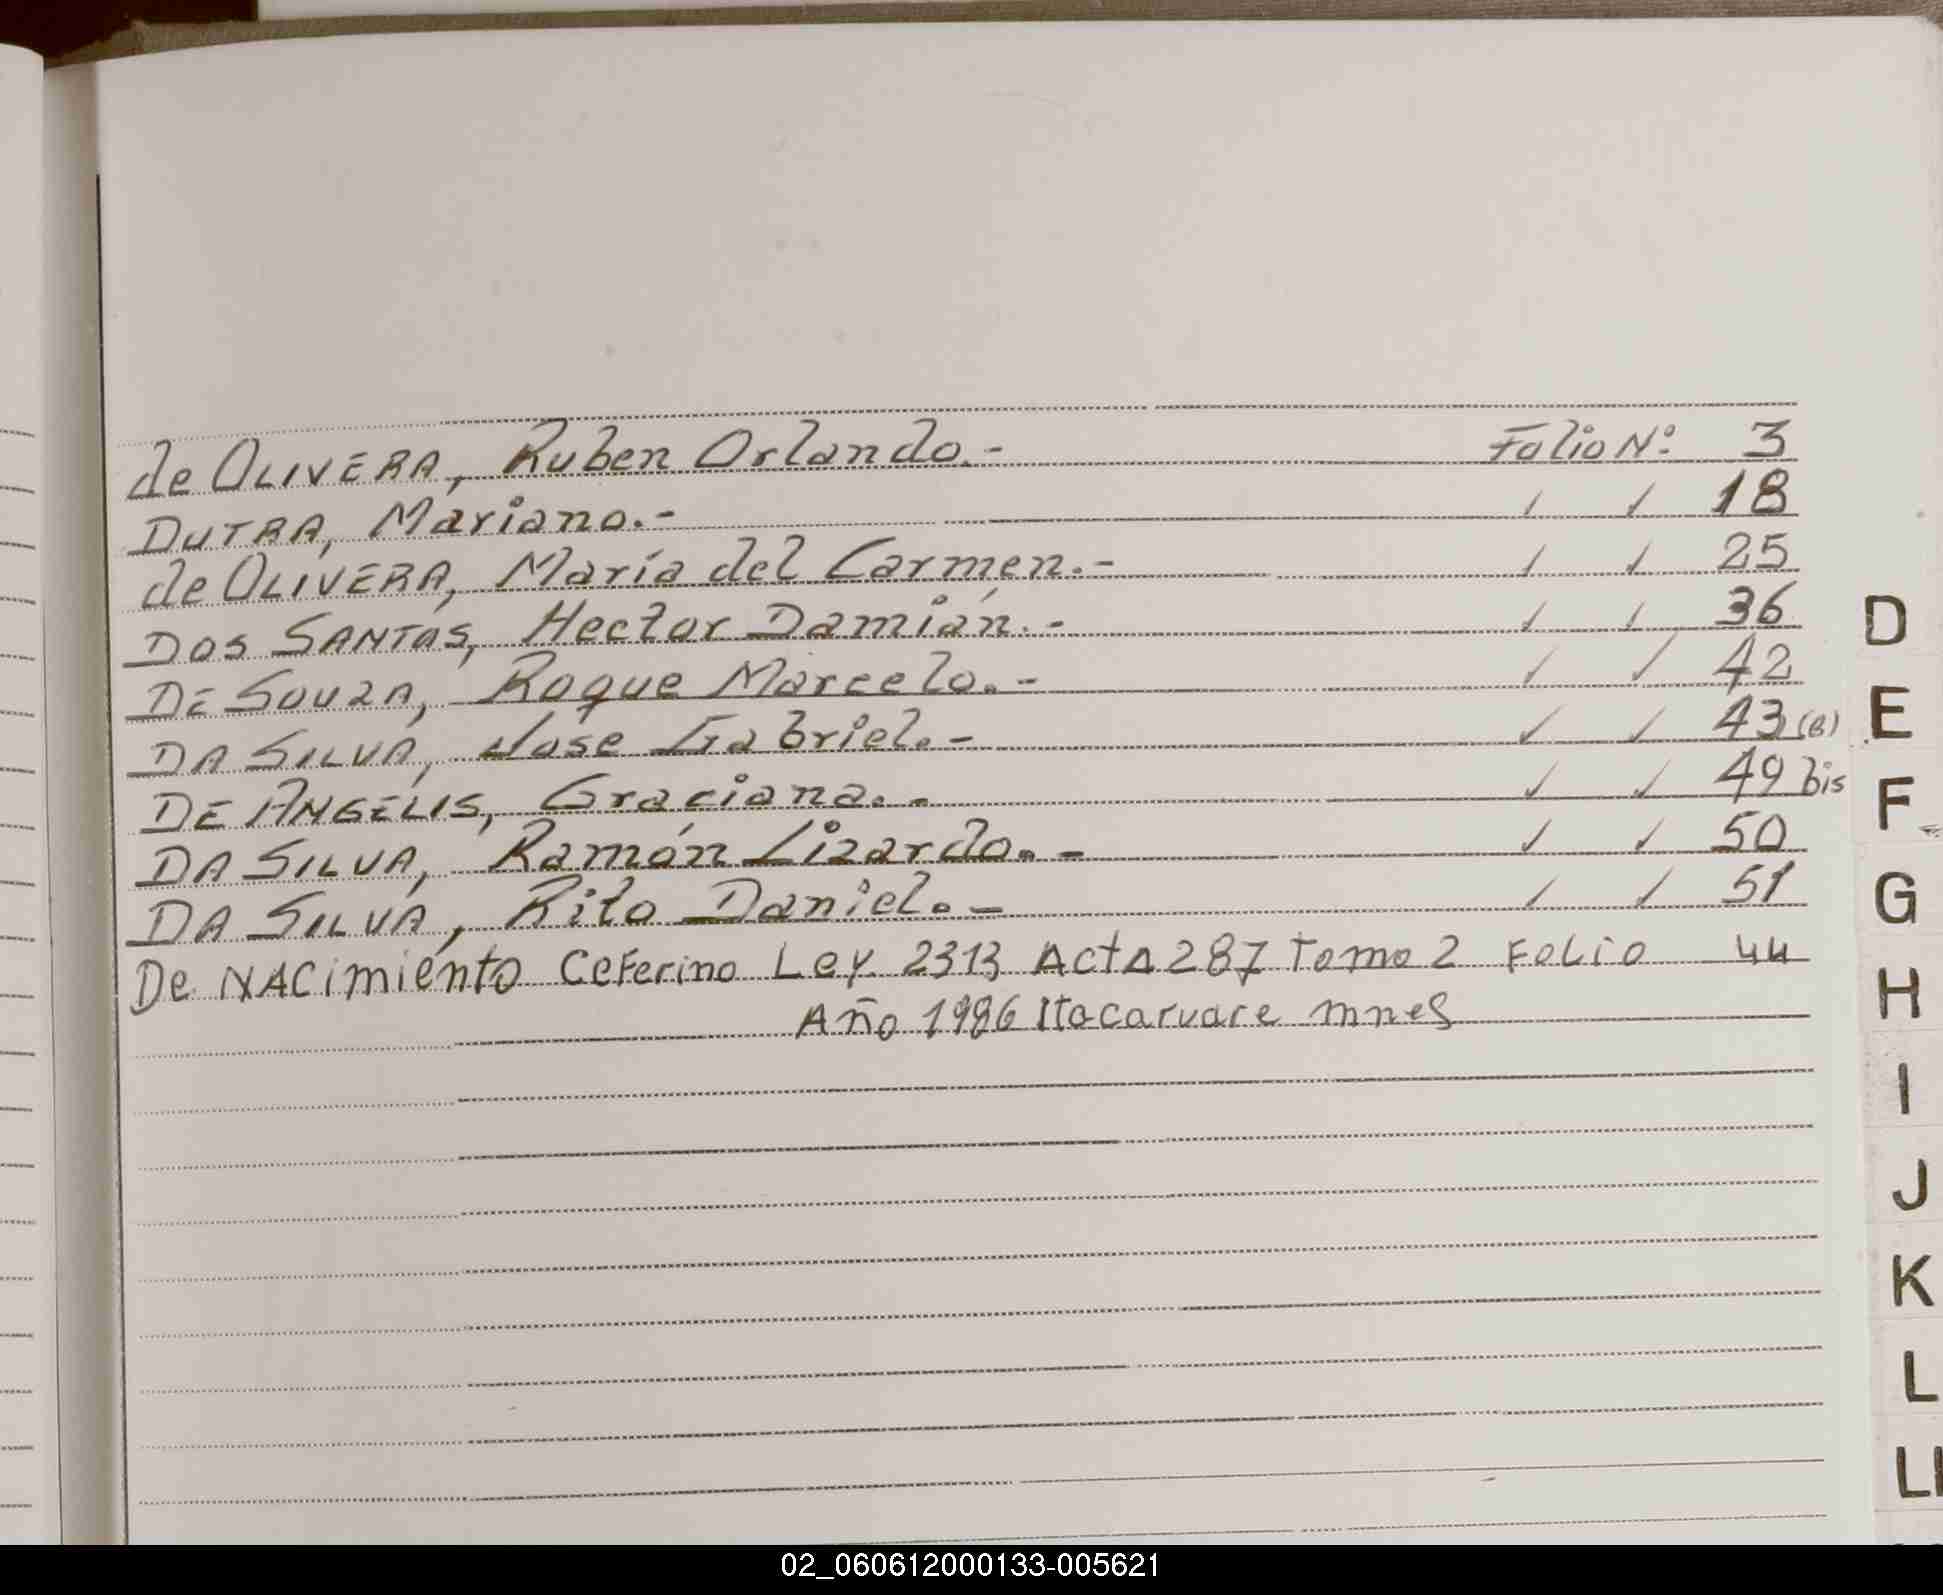 de OLIVERA, Ruben Orlando.- Folio Nº: 3
DUTRA, Mariano.- ✓ ✓ 18
de OLIVERA, María del Carmen.- ✓ ✓ 25
DOS SANTOS, Hector Damián.- ✓ ✓ 36
DE SOUZA, Roque Marcelo.- ✓ ✓ 42
DA SILVA, Jose Gabriel.- ✓ ✓ 43 (B)
DE ANGELIS, Graciana.- ✓ ✓ 49 bis
DA SILVA, Ramón Lizardo.- ✓ ✓ 50
DA SILVA, Rito Daniel.- ✓ ✓ 51
De NACimiento Ceferino Ley 2313 Acta 287 Tomo 2 Folio 44
Año 1986 Itacaruare mnes
D
E
F
G
H
I
J
K
L
Ll
02_060612000133-005621